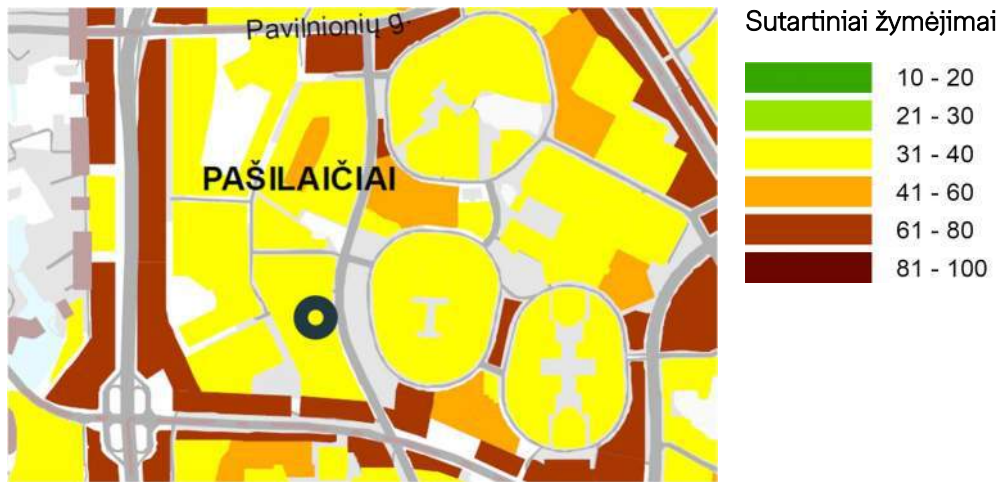 Pavilnionių g.
PAŠILAIČIAI
Sutartiniai žymėjimai
10 - 20
21 - 30
31 - 40
41 - 60
61 - 80
81 - 100